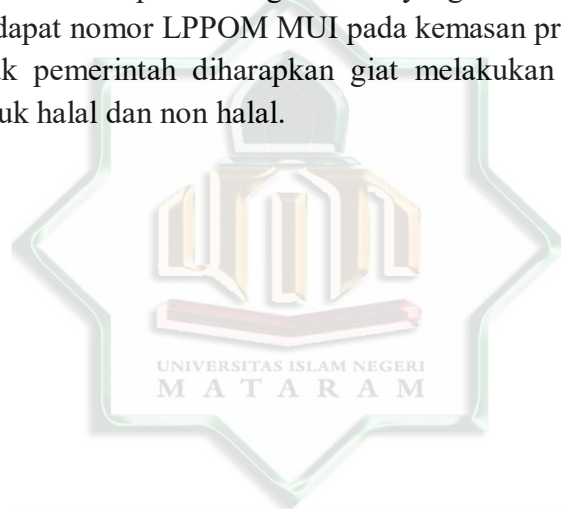 dapat nomor LPPOM MUI pada kemasan pr
k pemerintah diharapkan giat melakukan
uk halal dan non halal.
UNIVERSITAS ISLAM NEGERI
M A T A R A M